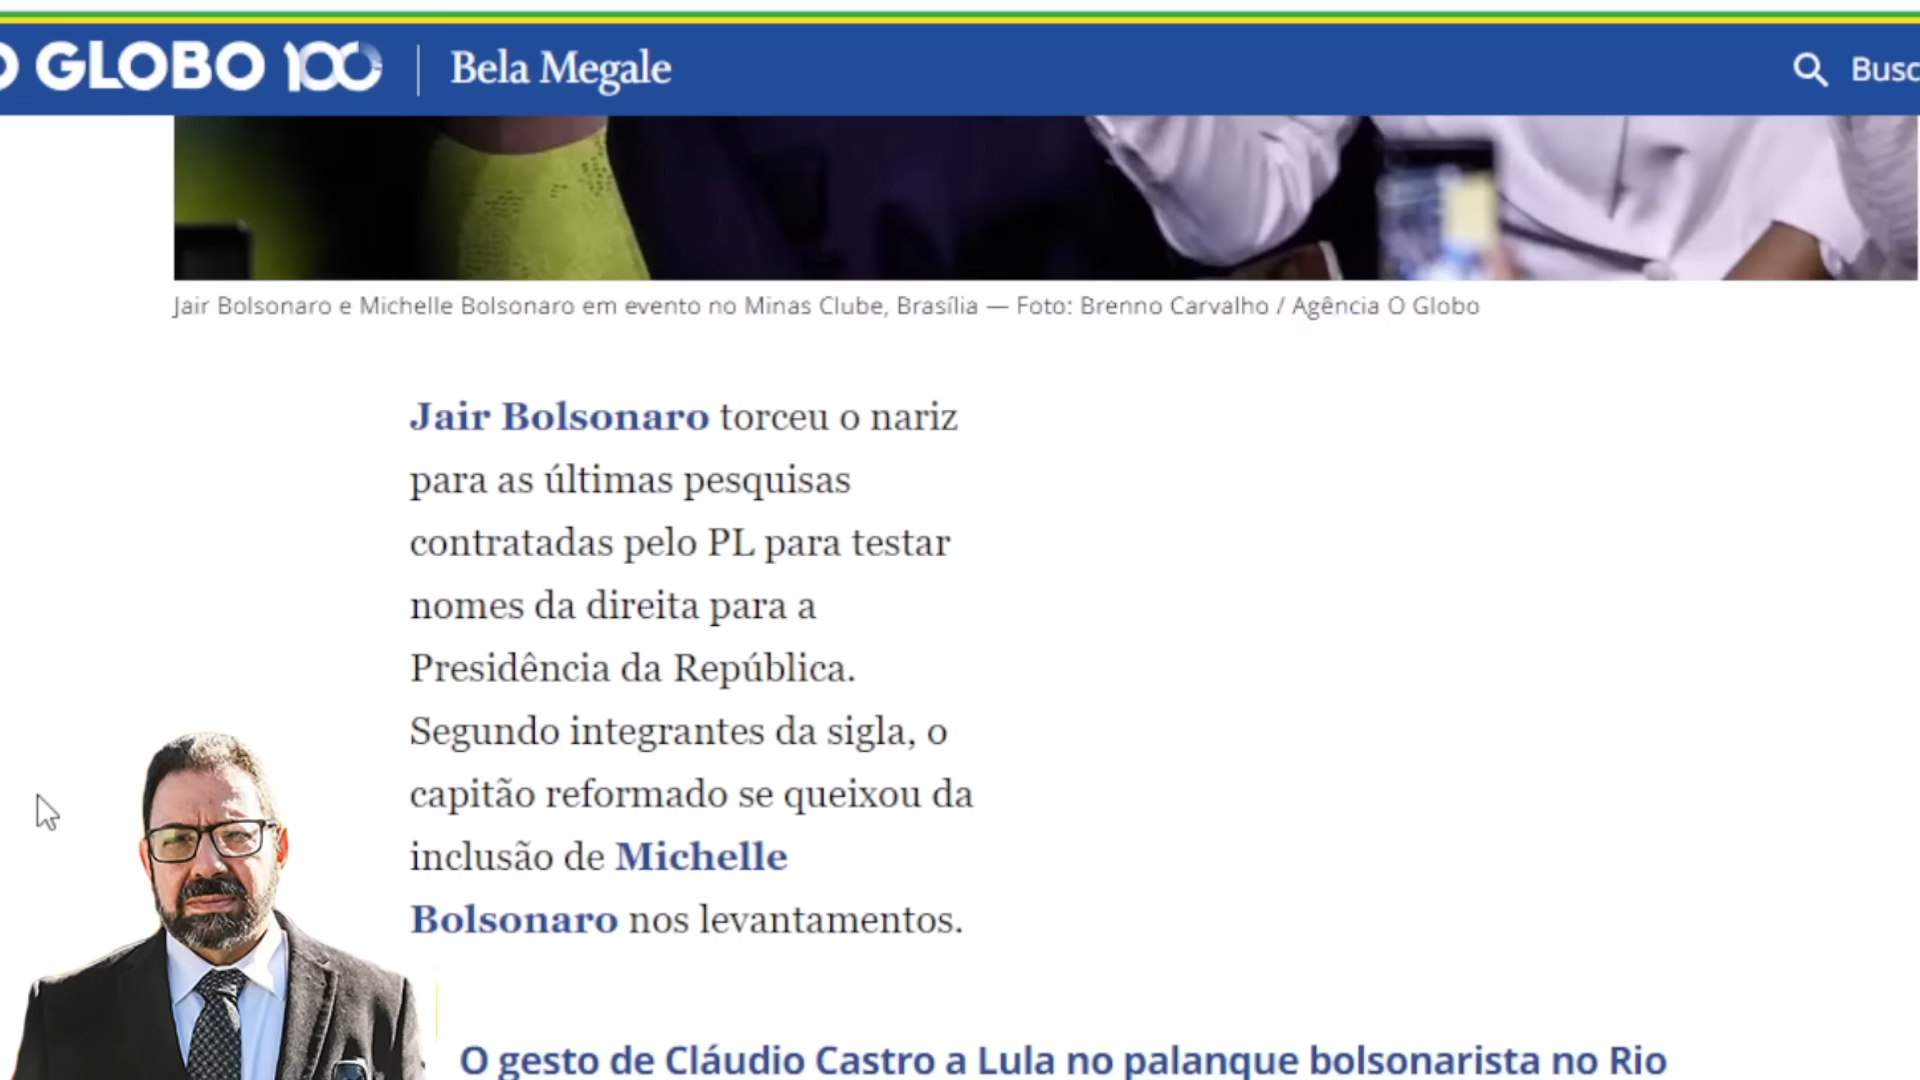 O GLOBO 100 Bela Megale Busc
Jair Bolsonaro e Michelle Bolsonaro em evento no Minas Clube, Brasília — Foto: Brenno Carvalho / Agência O Globo
Jair Bolsonaro torceu o nariz
para as últimas pesquisas
contratadas pelo PL para testar
nomes da direita para a
Presidência da República.
Segundo integrantes da sigla, o
capitão reformado se queixou da
inclusão de Michelle
Bolsonaro nos levantamentos.
O gesto de Cláudio Castro a Lula no palanque bolsonarista no Rio